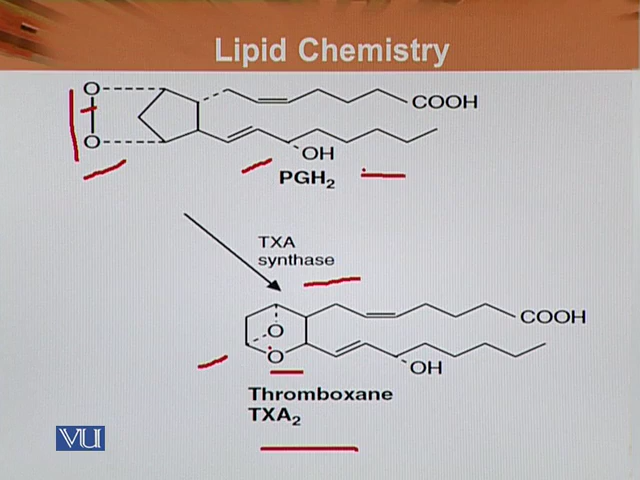 Lipid Chemistry
O
COOH
O
OH
PGH₂
TXA
synthase
O
COOH
O
OH
Thromboxane
TXA₂
VU